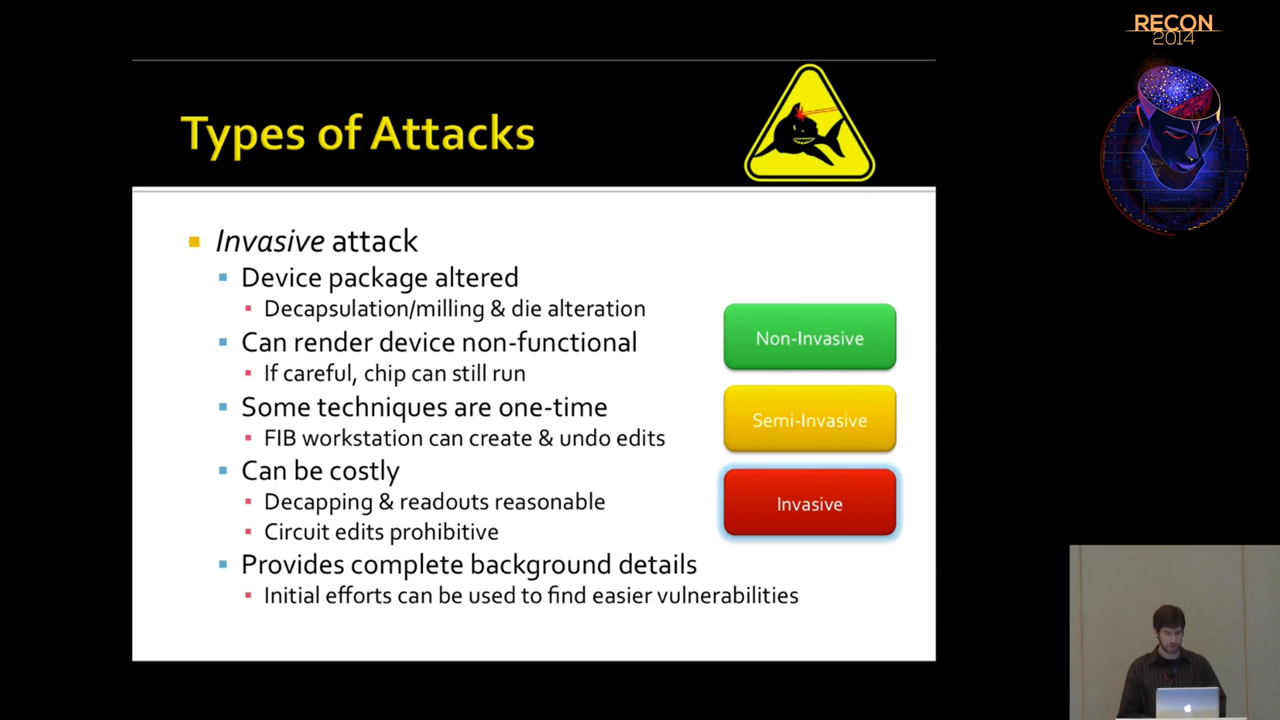 RECON
2014
Types of Attacks
Invasive attack
Device package altered
Decapsulation/milling & die alteration
Can render device non-functional
If careful, chip can still run
Some techniques are one-time
FIB workstation can create & undo edits
Can be costly
Decapping & readouts reasonable
Circuit edits prohibitive
Provides complete background details
Initial efforts can be used to find easier vulnerabilities
Non-Invasive
Semi-Invasive
Invasive